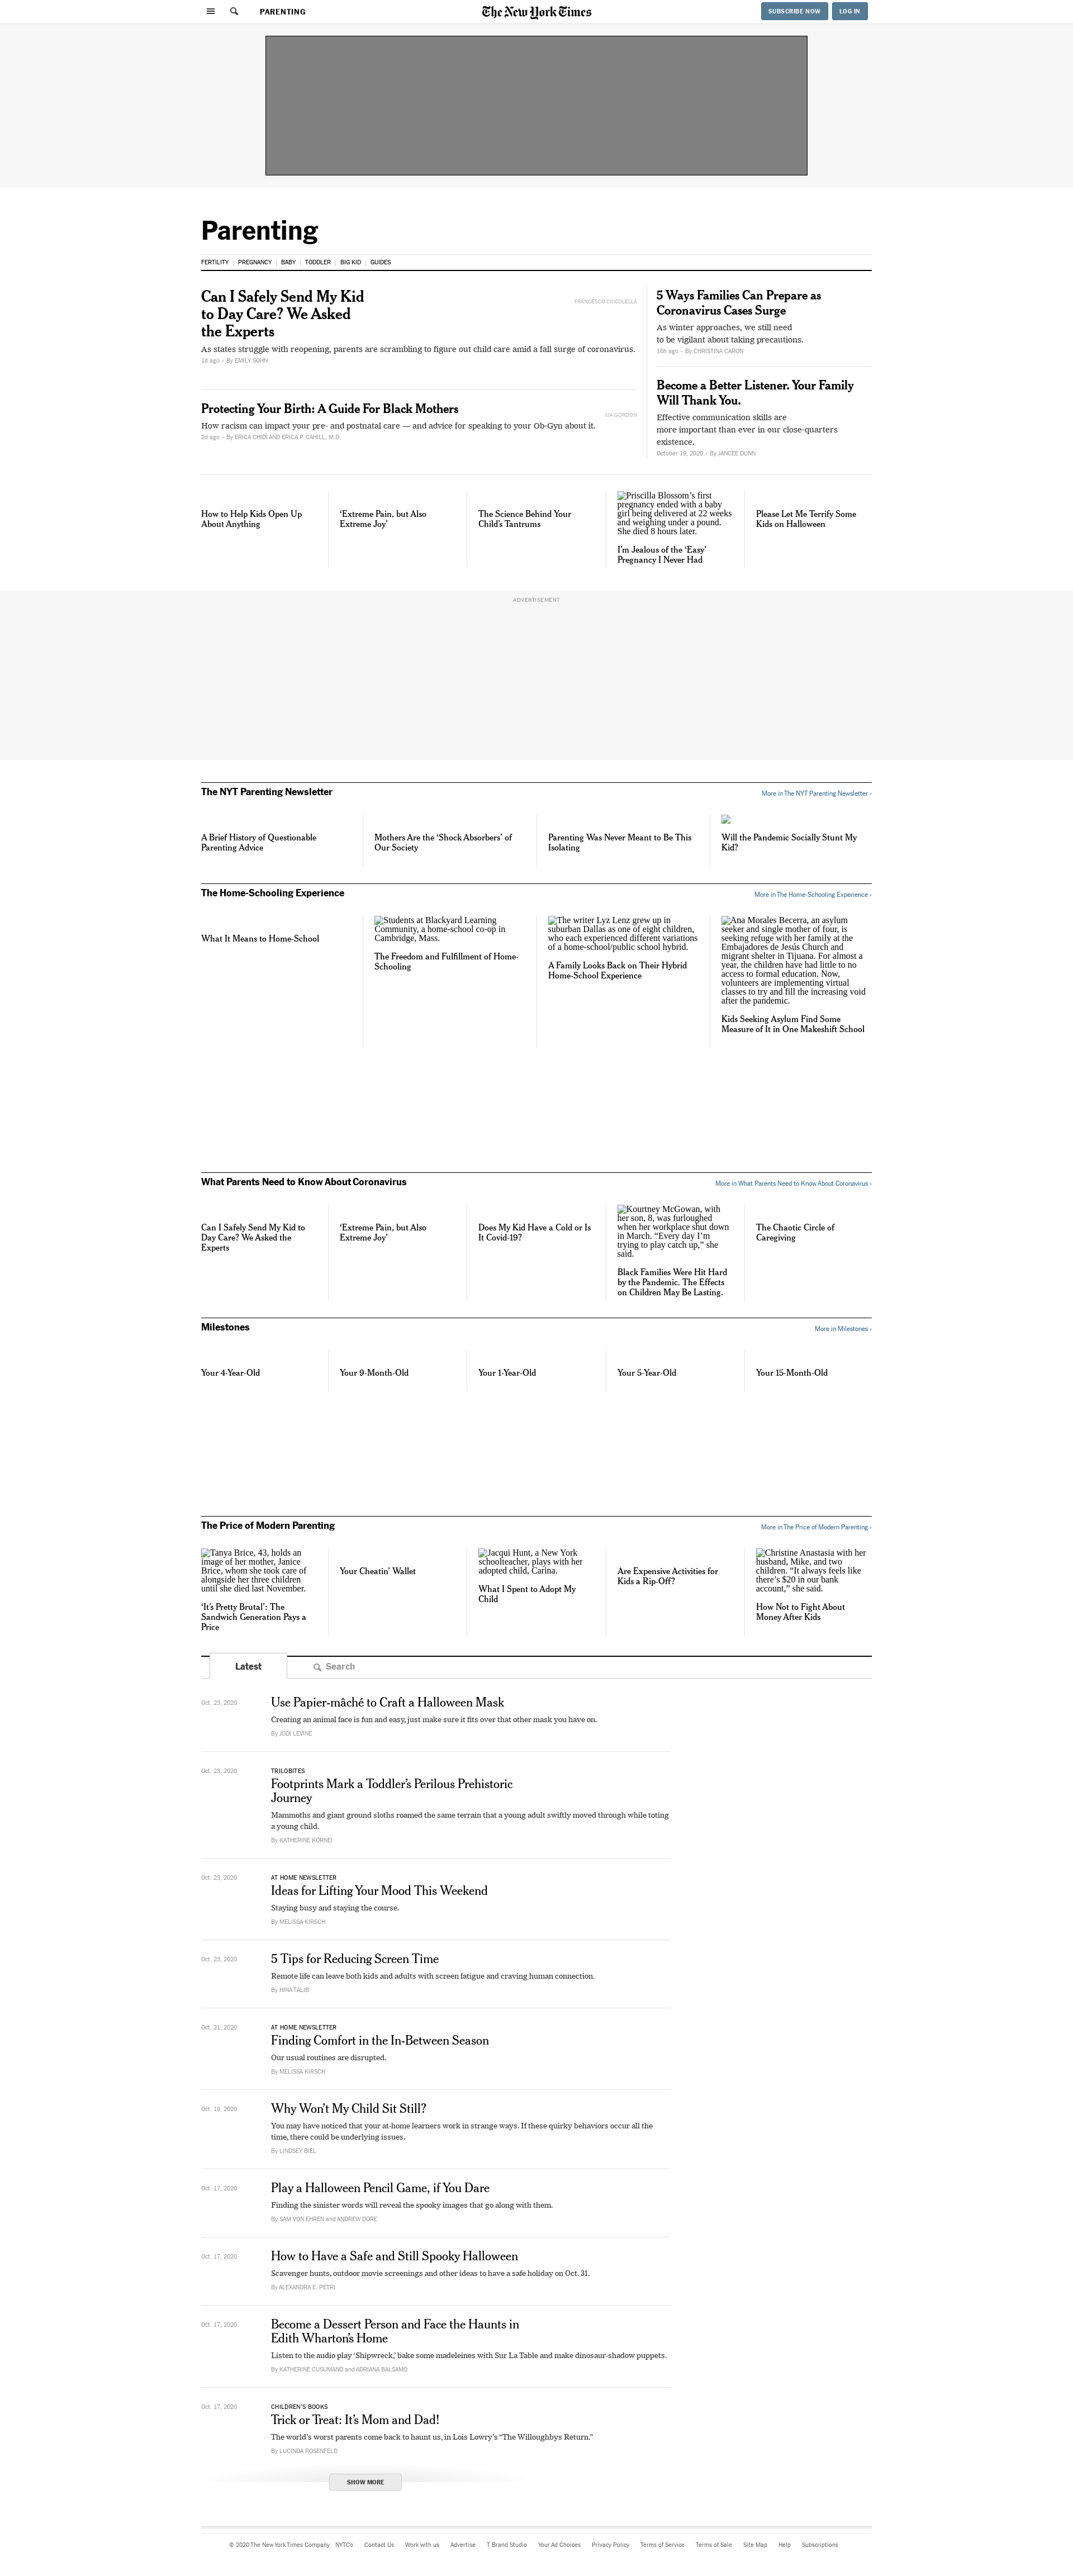 PARENTING
The New York Times
SUBSCRIBE NOW
LOG IN
Parenting
FERTILITY | PREGNANCY | BABY | TODDLER | BIG KID | GUIDES
Can I Safely Send My Kid
to Day Care? We Asked
the Experts
FRANCESCO CICCOLELLA
As states struggle with reopening, parents are scrambling to figure out child care amid a fall surge of coronavirus.
1d ago - By EMILY SOHN
Protecting Your Birth: A Guide For Black Mothers
XIA GORDON
How racism can impact your pre- and postnatal care — and advice for speaking to your Ob-Gyn about it.
2d ago - By ERICA CHIDI AND ERICA P. CAHILL, M.D.
5 Ways Families Can Prepare as
Coronavirus Cases Surge
As winter approaches, we still need
to be vigilant about taking precautions.
16h ago - By CHRISTINA CARON
Become a Better Listener. Your Family
Will Thank You.
Effective communication skills are
more important than ever in our close-quarters
existence.
October 19, 2020 - By JANCEE DUNN
How to Help Kids Open Up
About Anything
‘Extreme Pain, but Also
Extreme Joy’
The Science Behind Your
Child’s Tantrums
Priscilla Blossom’s first
pregnancy ended with a baby
girl being delivered at 22 weeks
and weighing under a pound.
She died 8 hours later.
I’m Jealous of the ‘Easy’
Pregnancy I Never Had
Please Let Me Terrify Some
Kids on Halloween
ADVERTISEMENT
The NYT Parenting Newsletter
More in The NYT Parenting Newsletter ›
A Brief History of Questionable
Parenting Advice
Mothers Are the ‘Shock Absorbers’ of
Our Society
Parenting Was Never Meant to Be This
Isolating
Will the Pandemic Socially Stunt My
Kid?
The Home-Schooling Experience
More in The Home-Schooling Experience ›
What It Means to Home-School
Students at Blackyard Learning
Community, a home-school co-op in
Cambridge, Mass.
The Freedom and Fulfillment of Home-
Schooling
The writer Lyz Lenz grew up in
suburban Dallas as one of eight children,
who each experienced different variations
of a home-school/public school hybrid.
A Family Looks Back on Their Hybrid
Home-School Experience
Ana Morales Becerra, an asylum
seeker and single mother of four, is
seeking refuge with her family at the
Embajadores de Jesús Church and
migrant shelter in Tijuana. For almost a
year, the children have had little to no
access to formal education. Now,
volunteers are implementing virtual
classes to try and fill the increasing void
after the pandemic.
Kids Seeking Asylum Find Some
Measure of It in One Makeshift School
What Parents Need to Know About Coronavirus
More in What Parents Need to Know About Coronavirus ›
Can I Safely Send My Kid to
Day Care? We Asked the
Experts
‘Extreme Pain, but Also
Extreme Joy’
Does My Kid Have a Cold or Is
It Covid-19?
Kourtney McGowan, with
her son, 8, was furloughed
when her workplace shut down
in March. “Every day I’m
trying to play catch up,” she
said.
Black Families Were Hit Hard
by the Pandemic. The Effects
on Children May Be Lasting.
The Chaotic Circle of
Caregiving
Milestones
More in Milestones ›
Your 4-Year-Old
Your 9-Month-Old
Your 1-Year-Old
Your 5-Year-Old
Your 15-Month-Old
The Price of Modern Parenting
More in The Price of Modern Parenting ›
Tanya Brice, 43, holds an
image of her mother, Janice
Brice, whom she took care of
alongside her three children
until she died last November.
‘It’s Pretty Brutal’: The
Sandwich Generation Pays a
Price
Your Cheatin’ Wallet
Jacqui Hunt, a New York
schoolteacher, plays with her
adopted child, Carina.
What I Spent to Adopt My
Child
Are Expensive Activities for
Kids a Rip-Off?
Christine Anastasia with her
husband, Mike, and two
children. “It always feels like
there’s $20 in our bank
account,” she said.
How Not to Fight About
Money After Kids
Latest
Search
Oct. 23, 2020
Use Papier-mâché to Craft a Halloween Mask
Creating an animal face is fun and easy, just make sure it fits over that other mask you have on.
By JODI LEVINE
Oct. 23, 2020
TRILOBITES
Footprints Mark a Toddler’s Perilous Prehistoric
Journey
Mammoths and giant ground sloths roamed the same terrain that a young adult swiftly moved through while toting
a young child.
By KATHERINE KORNEI
Oct. 23, 2020
AT HOME NEWSLETTER
Ideas for Lifting Your Mood This Weekend
Staying busy and staying the course.
By MELISSA KIRSCH
Oct. 23, 2020
5 Tips for Reducing Screen Time
Remote life can leave both kids and adults with screen fatigue and craving human connection.
By HINA TALIB
Oct. 21, 2020
AT HOME NEWSLETTER
Finding Comfort in the In-Between Season
Our usual routines are disrupted.
By MELISSA KIRSCH
Oct. 19, 2020
Why Won’t My Child Sit Still?
You may have noticed that your at-home learners work in strange ways. If these quirky behaviors occur all the
time, there could be underlying issues.
By LINDSEY BIEL
Oct. 17, 2020
Play a Halloween Pencil Game, if You Dare
Finding the sinister words will reveal the spooky images that go along with them.
By SAM VON EHREN and ANDREW DORE
Oct. 17, 2020
How to Have a Safe and Still Spooky Halloween
Scavenger hunts, outdoor movie screenings and other ideas to have a safe holiday on Oct. 31.
By ALEXANDRA E. PETRI
Oct. 17, 2020
Become a Dessert Person and Face the Haunts in
Edith Wharton’s Home
Listen to the audio play ‘Shipwreck,’ bake some madeleines with Sur La Table and make dinosaur-shadow puppets.
By KATHERINE CUSUMANO and ADRIANA BALSAMO
Oct. 17, 2020
CHILDREN’S BOOKS
Trick or Treat: It’s Mom and Dad!
The world’s worst parents come back to haunt us, in Lois Lowry’s “The Willoughbys Return.”
By LUCINDA ROSENFELD
SHOW MORE
© 2020 The New York Times Company NYTCo Contact Us Work with us Advertise T Brand Studio Your Ad Choices Privacy Policy Terms of Service Terms of Sale Site Map Help Subscriptions